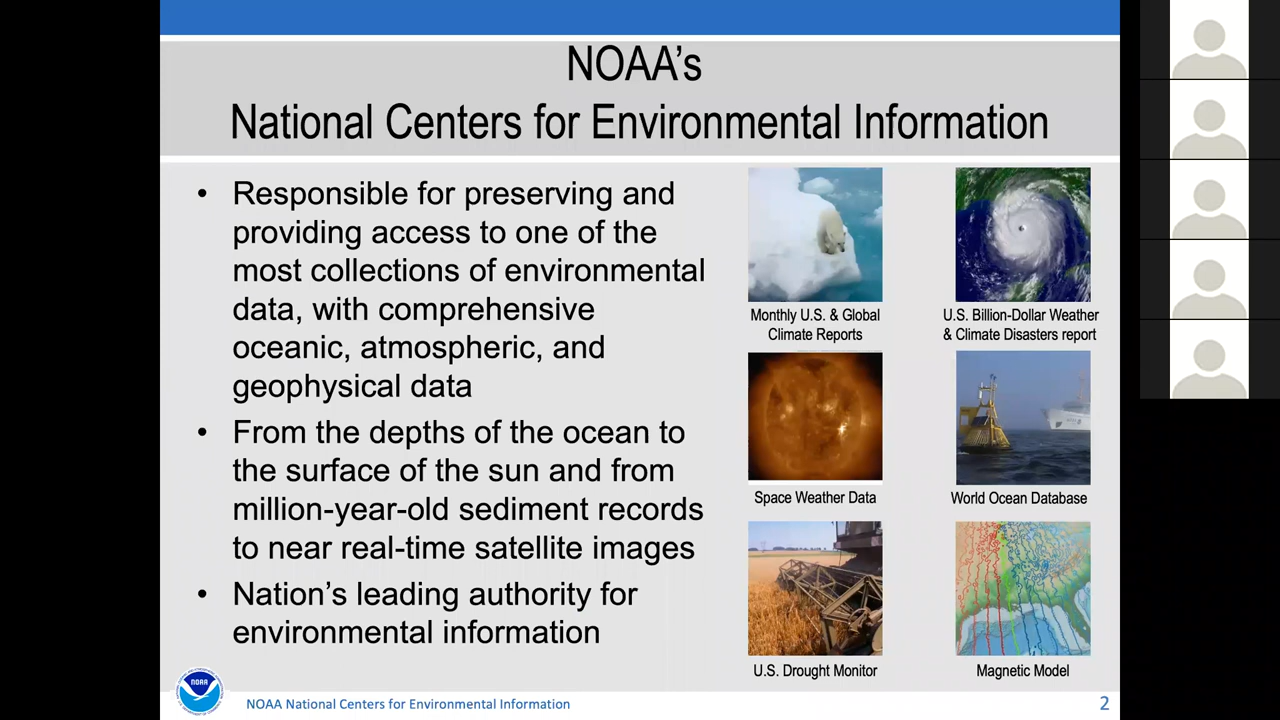 NOAA’s
National Centers for Environmental Information
• Responsible for preserving and
providing access to one of the
most collections of environmental
data, with comprehensive
oceanic, atmospheric, and
geophysical data
• From the depths of the ocean to
the surface of the sun and from
million-year-old sediment records
to near real-time satellite images
• Nation’s leading authority for
environmental information
Monthly U.S. & Global
Climate Reports
U.S. Billion-Dollar Weather
& Climate Disasters report
Space Weather Data
World Ocean Database
U.S. Drought Monitor
Magnetic Model
NOAA
NOAA National Centers for Environmental Information
2